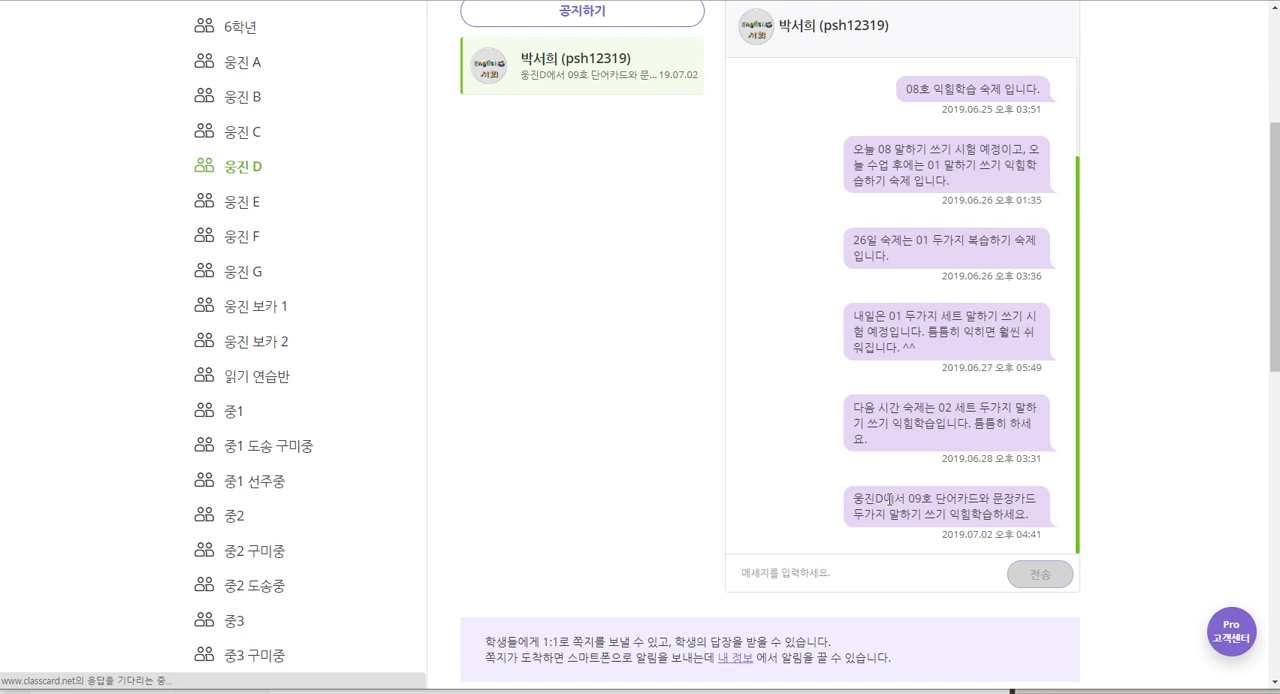 6학년
웅진 A
웅진 B
웅진 C
웅진 D
웅진 E
웅진 F
웅진 G
웅진 보카 1
웅진 보카 2
읽기 연습반
중1
중1 도송 구미중
중1 선주중
중2
중2 구미중
중2 도송중
중3
중3 구미중
www.classcard.net의 응답을 기다리는 중...
공지하기
English
서희
박서희 (psh12319)
웅진D에서 09호 단어카드와 문... 19.07.02
English
서희
박서희 (psh12319)
08호 익힘학습 숙제 입니다.
2019.06.25 오후 03:51
오늘 08 말하기 쓰기 시험 예정이고, 오
늘 수업 후에는 01 말하기 쓰기 익힘학
습하기 숙제 입니다.
2019.06.26 오후 01:35
26일 숙제는 01 두가지 복습하기 숙제
입니다.
2019.06.26 오후 03:36
내일은 01 두가지 세트 말하기 쓰기 시
험 예정입니다. 틈틈히 익히면 훨씬 쉬
워집니다. ^^
2019.06.27 오후 05:49
다음 시간 숙제는 02 세트 두가지 말하
기 쓰기 익힘학습입니다. 틈틈히 하세
요.
2019.06.28 오후 03:31
웅진D에서 09호 단어카드와 문장카드
두가지 말하기 쓰기 익힘학습하세요.
2019.07.02 오후 04:41
메세지를 입력하세요.
전송
학생들에게 1:1로 쪽지를 보낼 수 있고, 학생의 답장을 받을 수 있습니다.
쪽지가 도착하면 스마트폰으로 알림을 보내는데 내 정보 에서 알림을 끌 수 있습니다.
Pro
고객센터